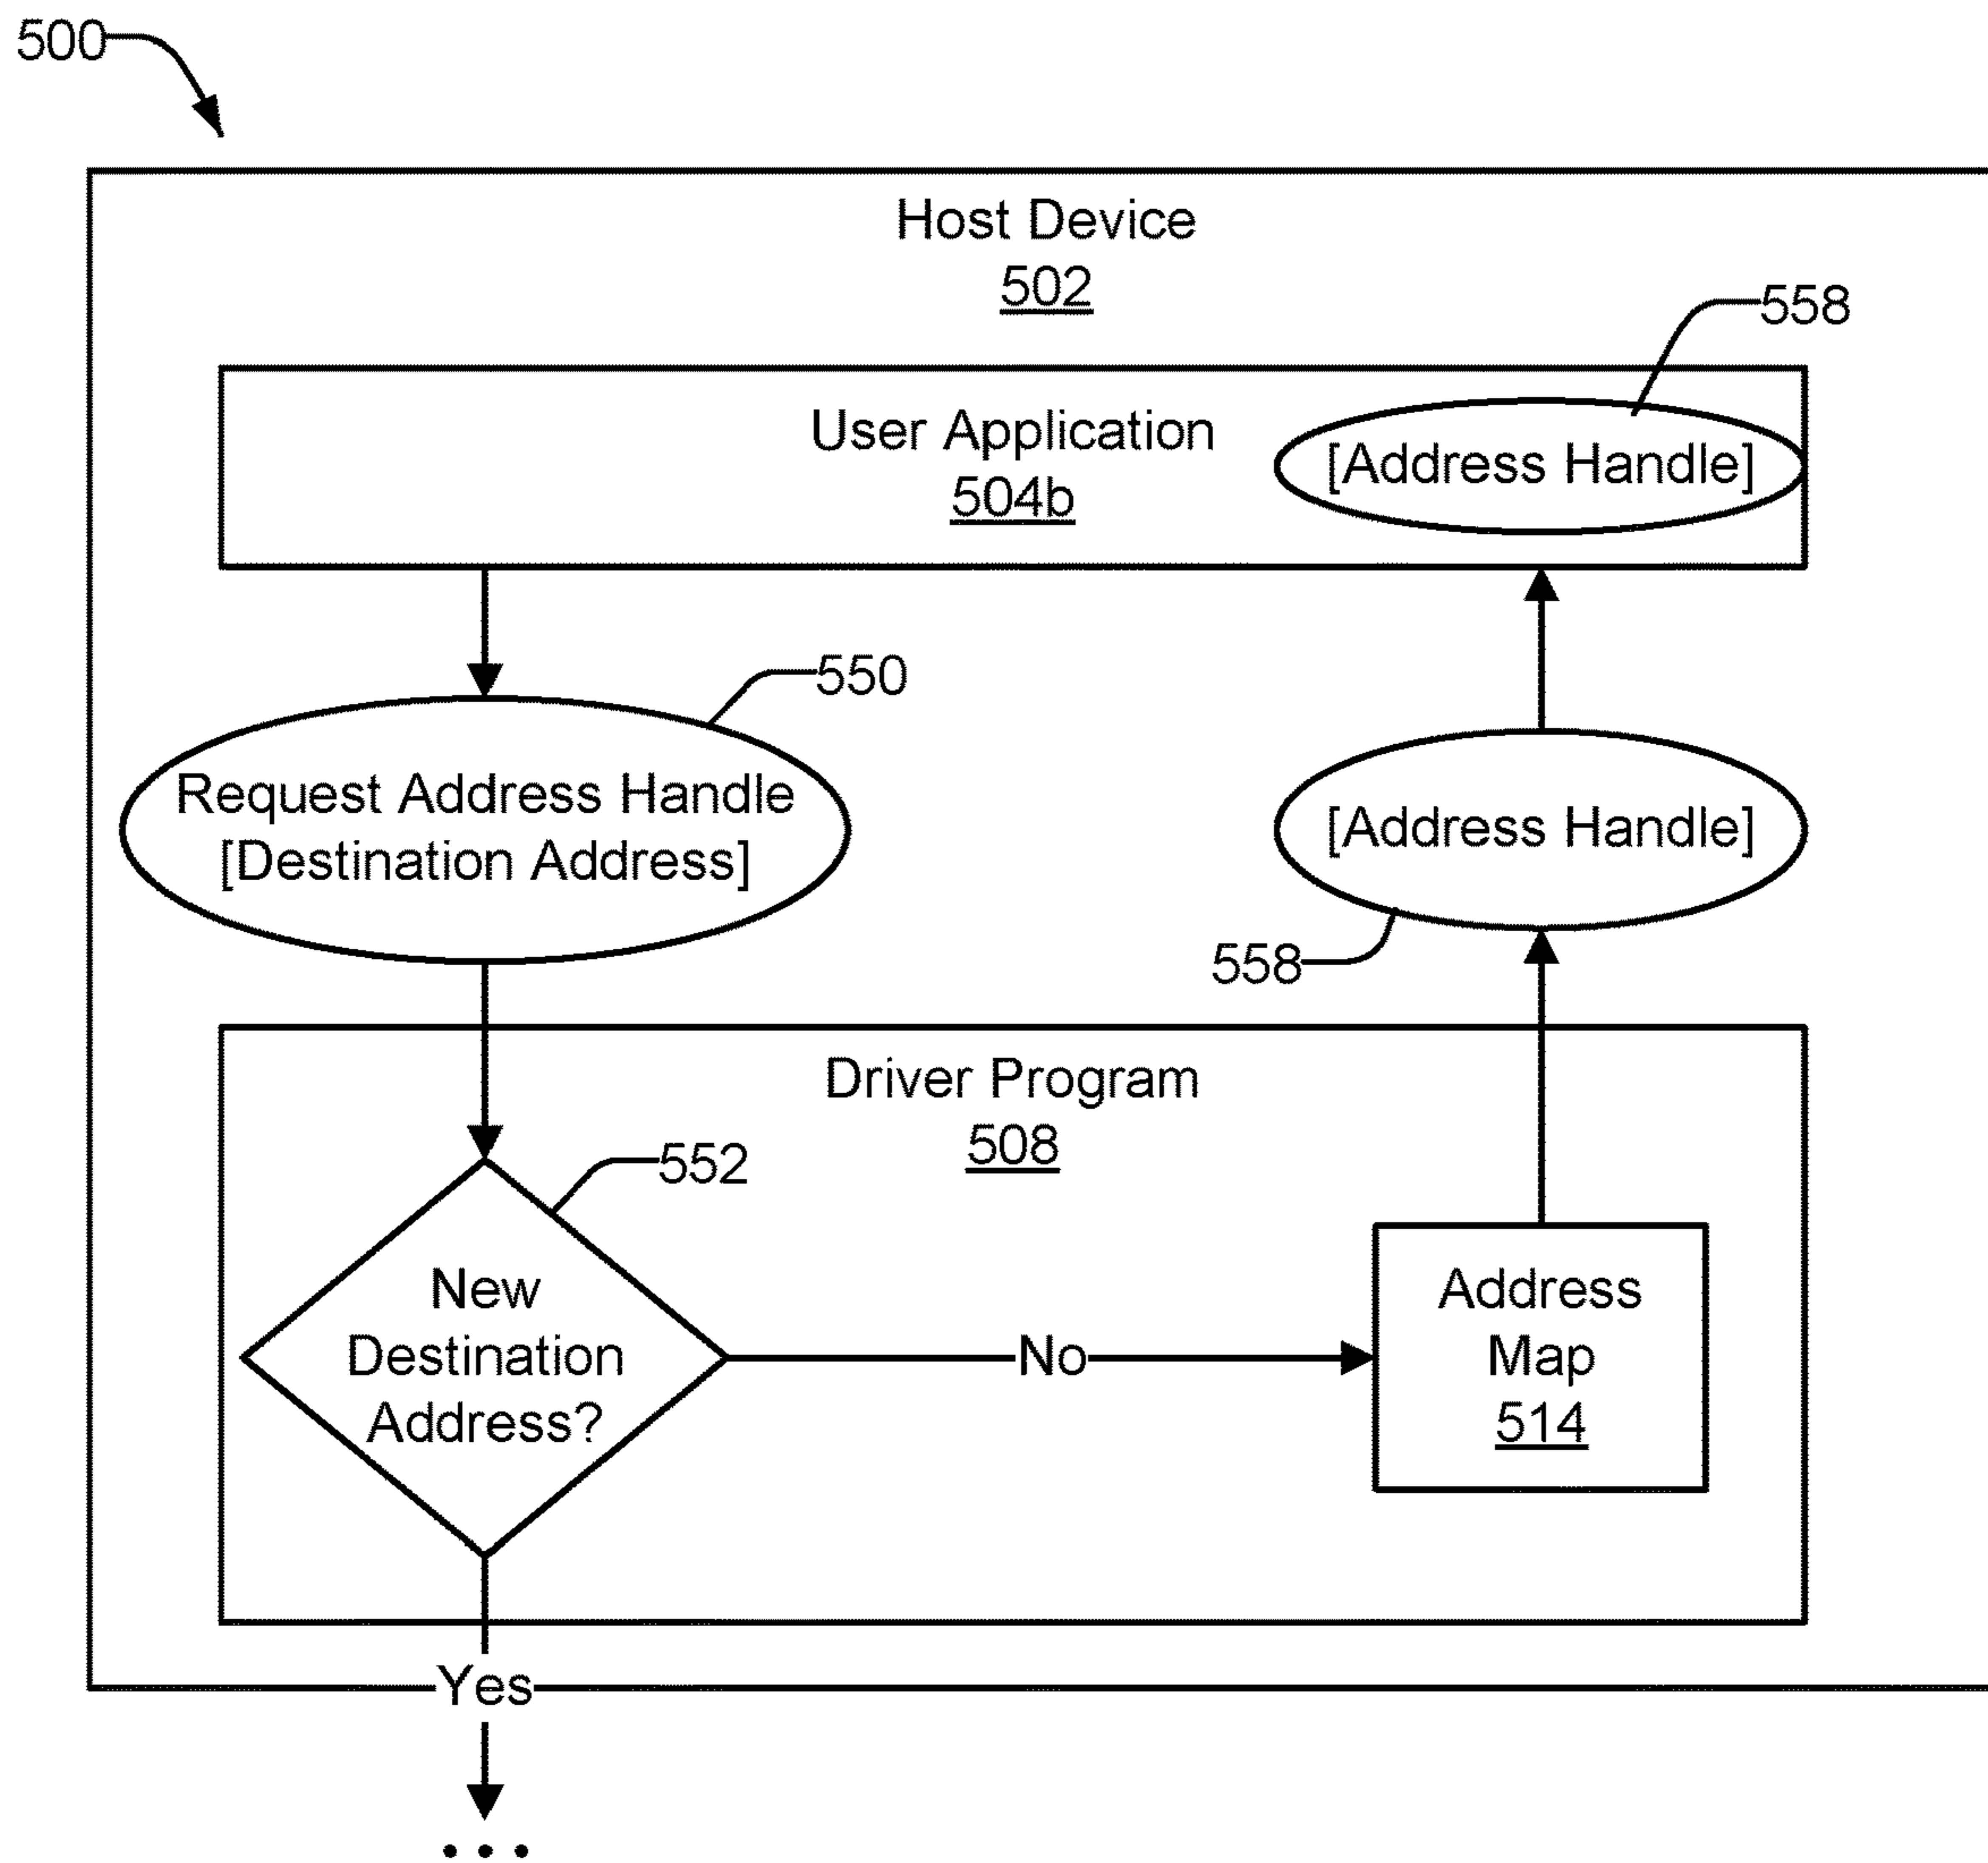 500
Host Device
502
558
User Application
504b
[Address Handle]
550
Request Address Handle
[Destination Address]
[Address Handle]
558
Driver Program
508
552
New
Destination
Address?
No
Address
Map
514
Yes
...